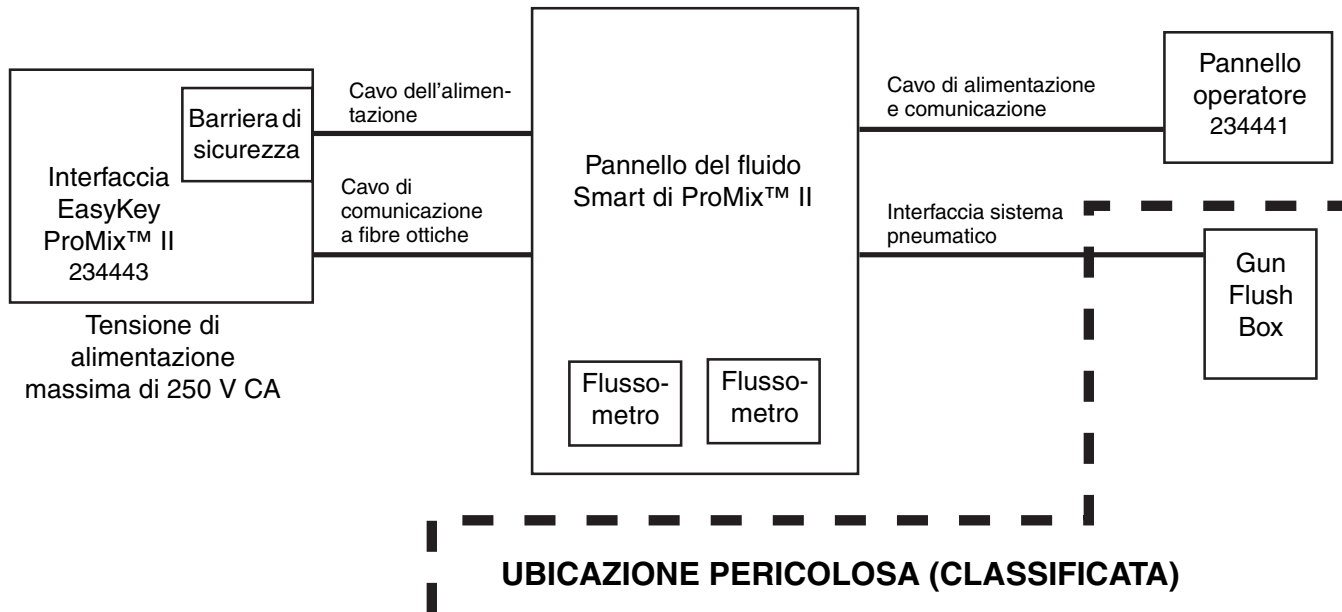 Barriera di
sicurezza
Interfaccia
EasyKey
ProMix™ II
234443
Tensione di
alimentazione
massima di 250 V CA
Cavo dell'alimen-
tazione
Cavo di
comunicazione
a fibre ottiche
Pannello del fluido
Smart di ProMix™ II
Flusso-
metro
Flusso-
metro
Cavo di alimentazione
e comunicazione
Interfaccia sistema
pneumatico
Pannello
operatore
234441
Gun
Flush
Box
UBICAZIONE PERICOLOSA (CLASSIFICATA)